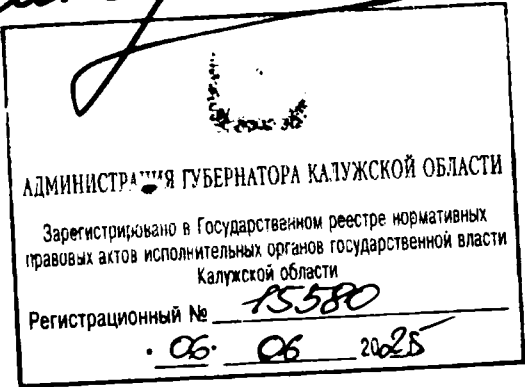 АДМИНИСТРАЦИЯ ГУБЕРНАТОРА КАЛУЖСКОЙ ОБЛАСТИ
Зарегистрировано в Государственном реестре нормативных
правовых актов исполнительных органов государственной власти
Калужской области
Регистрационный № 15580
06. 06 2025